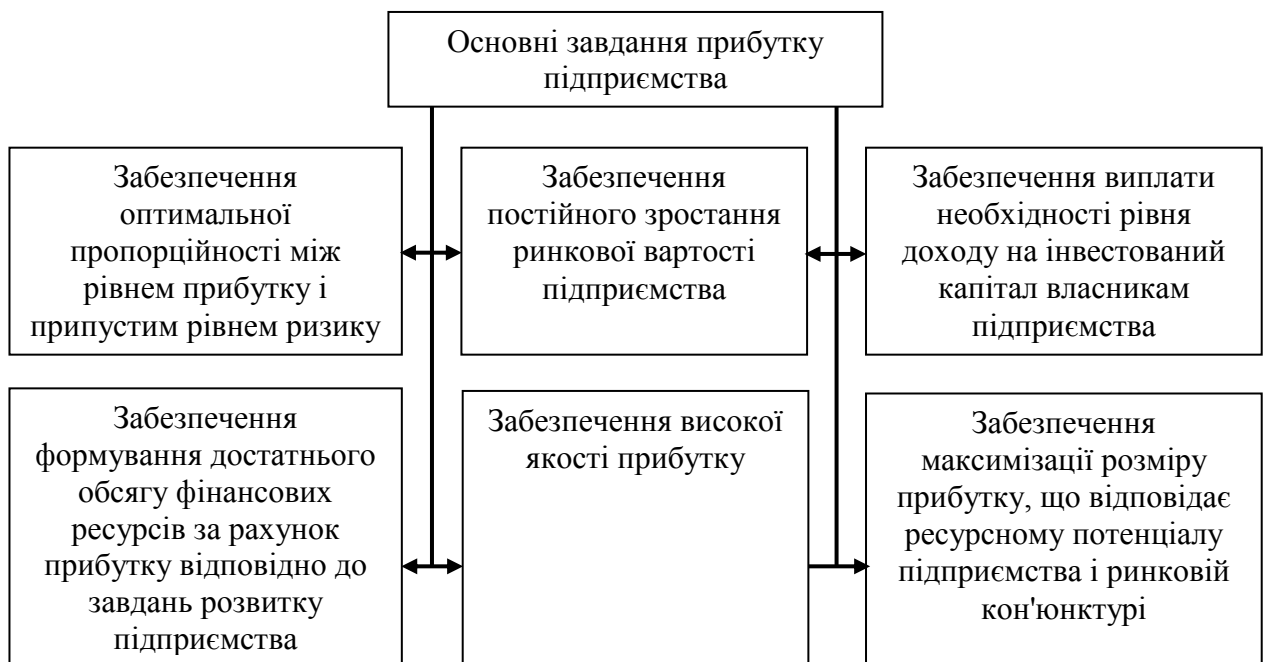 Основні завдання прибутку
підприємства
Забезпечення
оптимальної
пропорційності між
рівнем прибутку і
припустим рівнем ризику
Забезпечення
постійного зростання
ринкової вартості
підприємства
Забезпечення виплати
необхідності рівня
доходу на інвестований
капітал власникам
підприємства
Забезпечення
формування достатнього
обсягу фінансових
ресурсів за рахунок
прибутку відповідно до
завдань розвитку
підприємства
Забезпечення високої
якості прибутку
Забезпечення
максимізації розміру
прибутку, що відповідає
ресурсному потенціалу
підприємства і ринковій
кон'юнктурі